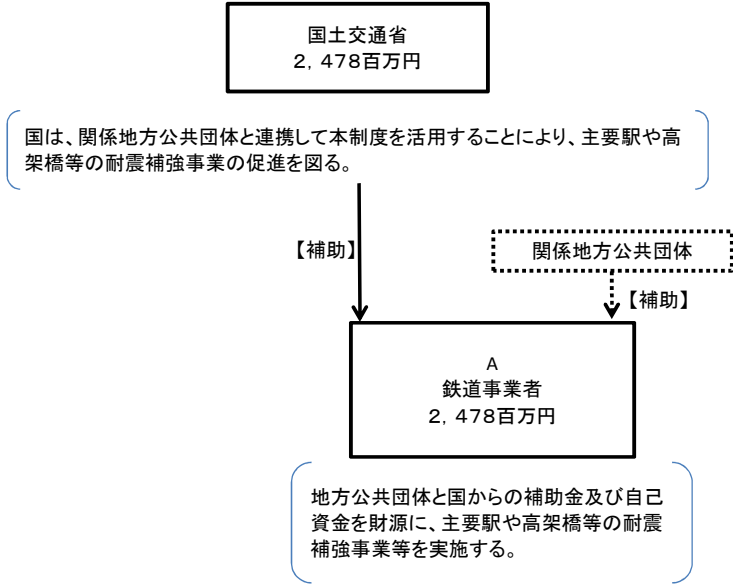 国土交通省
２，４７８百万円
国は、関係地方公共団体と連携して本制度を活用することにより、主要駅や高
架橋等の耐震補強事業の促進を図る。
【補助】
関係地方公共団体
【補助】
Ａ
鉄道事業者
２，４７８百万円
地方公共団体と国からの補助金及び自己
資金を財源に、主要駅や高架橋等の耐震
補強事業等を実施する。